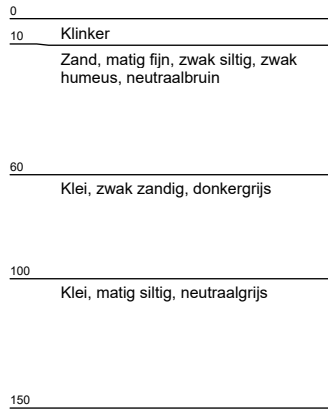 0
10
Klinker
Zand, matig fijn, zwak siltig, zwak
humeus, neutraalbruin
60
Klei, zwak zandig, donkergrijs
100
Klei, matig siltig, neutraalgrijs
150